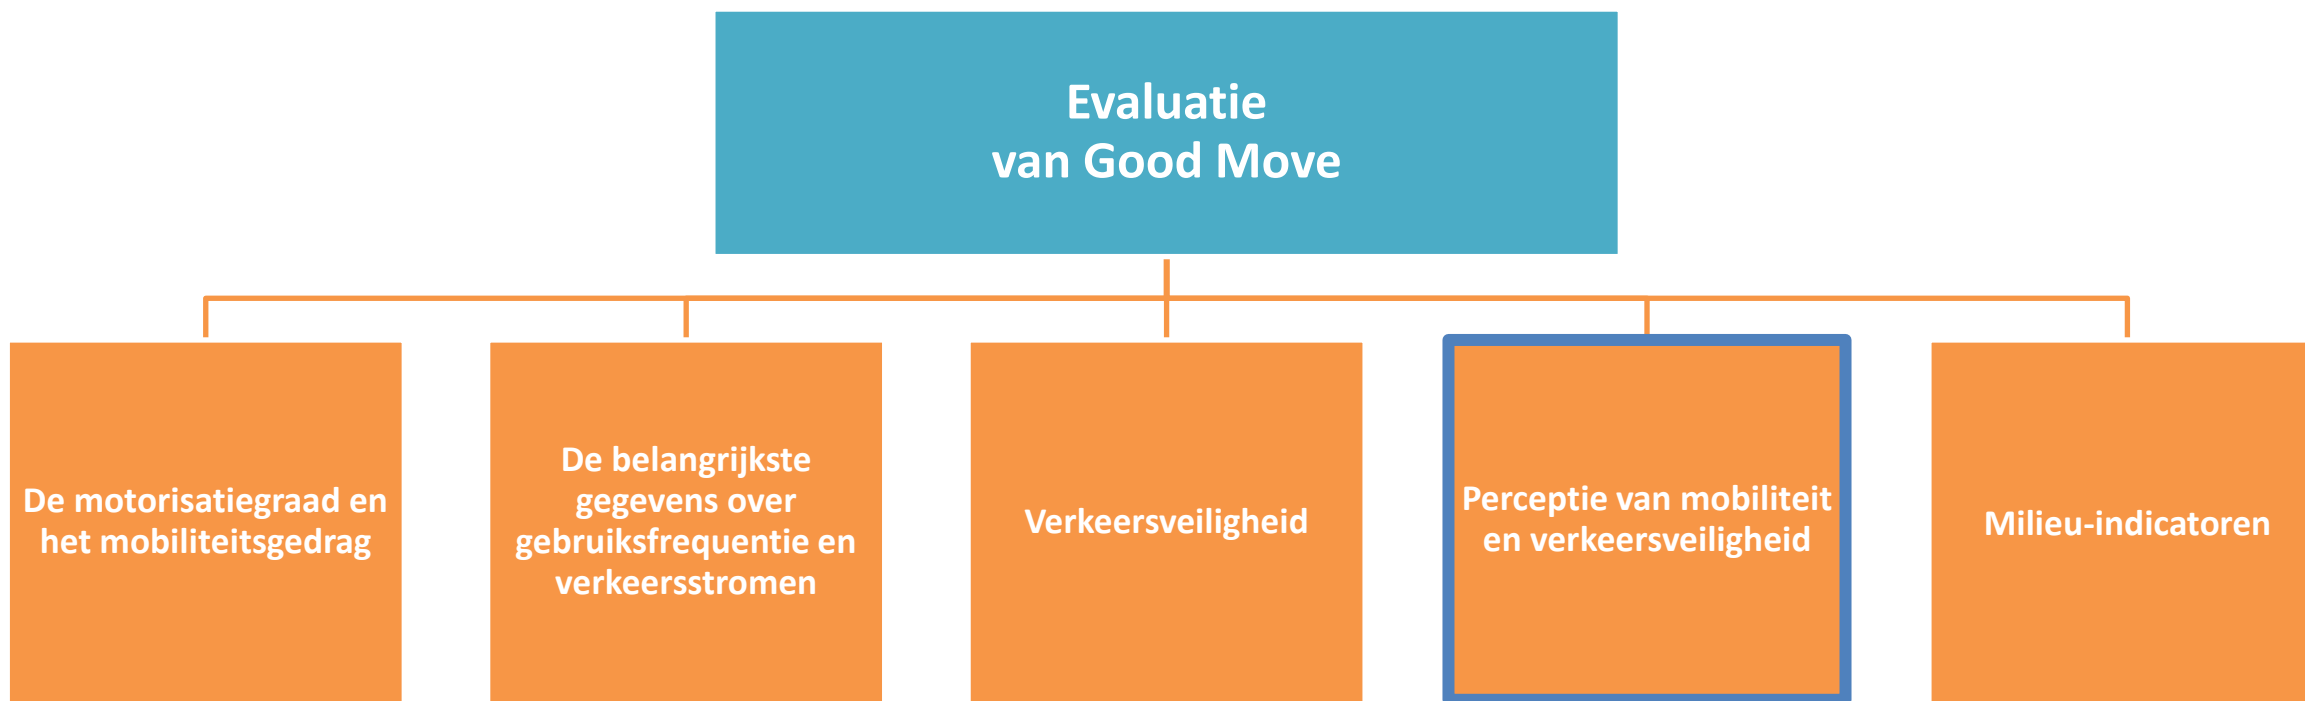 Evaluatie
van Good Move
De motorisatiegraad en
het mobiliteitsgedrag
De belangrijkste
gegevens over
gebruiksfrequentie en
verkeersstromen
Verkeersveiligheid
Perceptie van mobiliteit
en verkeersveiligheid
Milieu-indicatoren